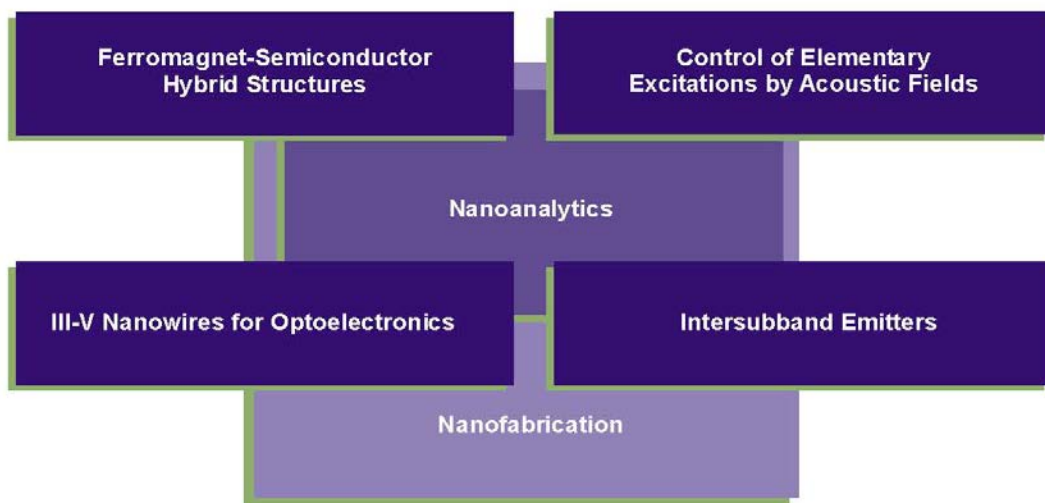 Ferromagnet-Semiconductor
Hybrid Structures
Control of Elementary
Excitations by Acoustic Fields
Nanoanalytics
III-V Nanowires for Optoelectronics
Intersubband Emitters
Nanofabrication